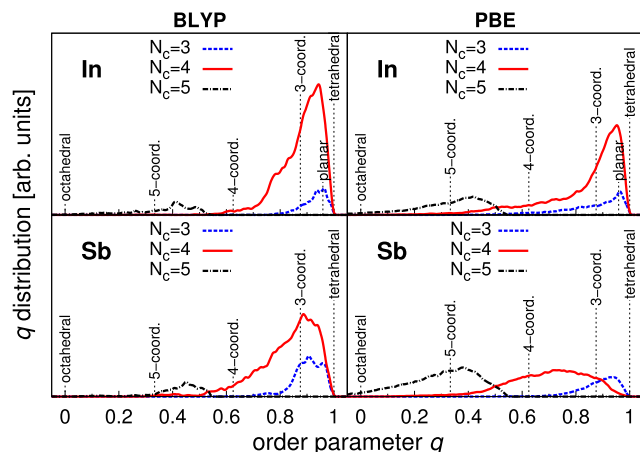 BLYP
PBE
q distribution [arb. units]
In
N_c=3
N_c=4
N_c=5
octahedral
5-coord.
4-coord.
3-coord.
planar
tetrahedral
In
N_c=3
N_c=4
N_c=5
octahedral
5-coord.
4-coord.
3-coord.
planar
tetrahedral
Sb
N_c=3
N_c=4
N_c=5
octahedral
5-coord.
4-coord.
3-coord.
tetrahedral
Sb
N_c=3
N_c=4
N_c=5
octahedral
5-coord.
4-coord.
3-coord.
tetrahedral
0 0.2 0.4 0.6 0.8 1
0 0.2 0.4 0.6 0.8 1
order parameter q